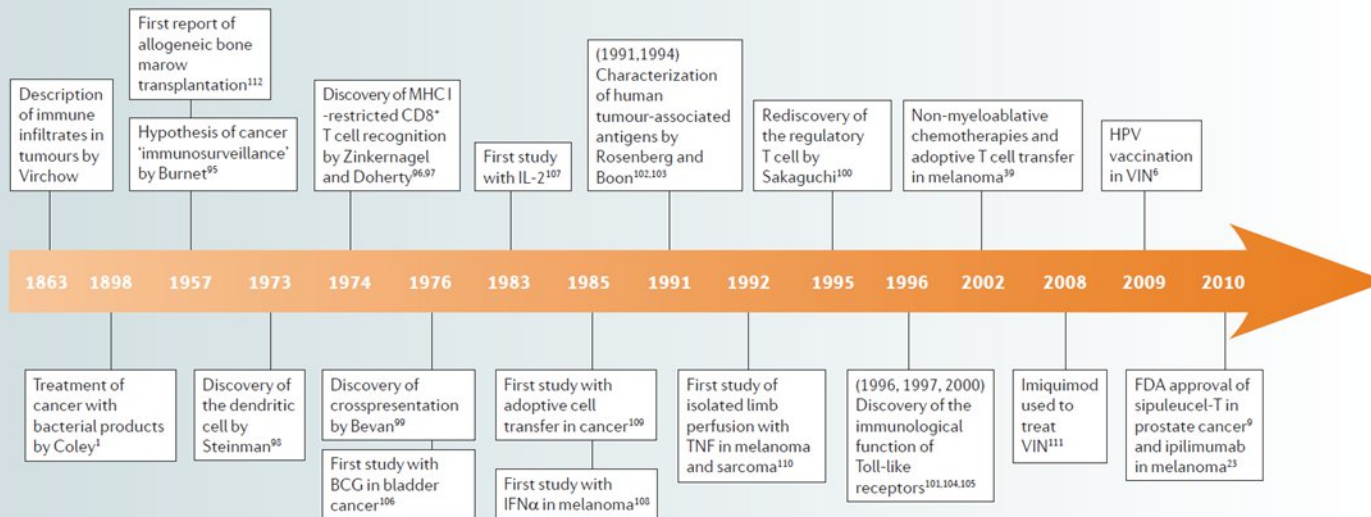 First report of
allogeneic bone
marow
transplantation¹¹²
Description
of immune
infiltrates in
tumours by
Virchow
Hypothesis of cancer
‘immunosurveillance’
by Burnet⁹⁵
Discovery of MHC I
-restricted CD8⁺
T cell recognition
by Zinkernagel
and Doherty⁹⁶,⁹⁷
First study
with IL-2¹⁰⁷
(1991,1994)
Characterization
of human
tumour-associated
antigens by
Rosenberg and
Boon¹⁰²,¹⁰³
Rediscovery of
the regulatory
T cell by
Sakaguchi¹⁰⁰
Non-myeloablative
chemotherapies and
adoptive T cell transfer
in melanoma³⁹
HPV
vaccination
in VIN⁶
1863 1898 1957 1973 1974 1976 1983 1985 1991 1992 1995 1996 2002 2008 2009 2010
Treatment of
cancer with
bacterial products
by Coley¹
Discovery of
the dendritic
cell by
Steinman⁹⁸
Discovery of
crosspresentation
by Bevan⁹⁹
First study with
BCG in bladder
cancer¹⁰⁶
First study with
adoptive cell
transfer in cancer¹⁰⁹
First study with
IFNα in melanoma¹⁰⁸
First study of
isolated limb
perfusion with
TNF in melanoma
and sarcoma¹¹⁰
(1996, 1997, 2000)
Discovery of the
immunological
function of
Toll-like
receptors¹⁰¹,¹⁰⁴,¹⁰⁵
Imiquimod
used to
treat
VIN¹¹¹
FDA approval of
sipuleucel-T in
prostate cancer⁹
and ipilimumab
in melanoma²³